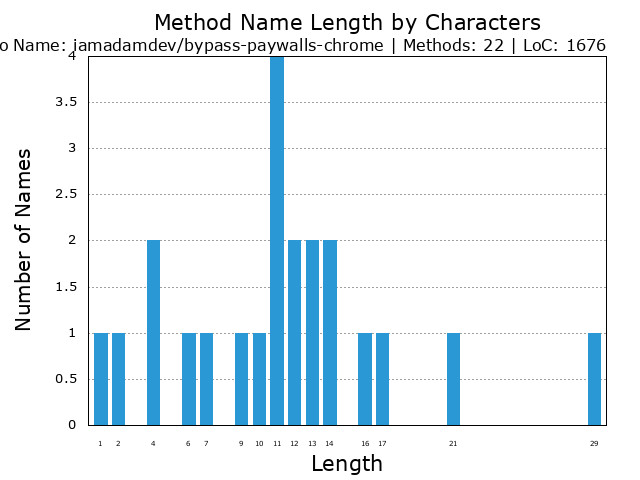 Method Name Length by Characters
o Name: jamadamdev/bypass-paywalls-chrome | Methods: 22 | LoC: 1676
4
3.5
3
2.5
2
1.5
1
0.5
0
Number of Names
1 2 4 6 7 9 10 11 12 13 14 16 17 21 29
Length